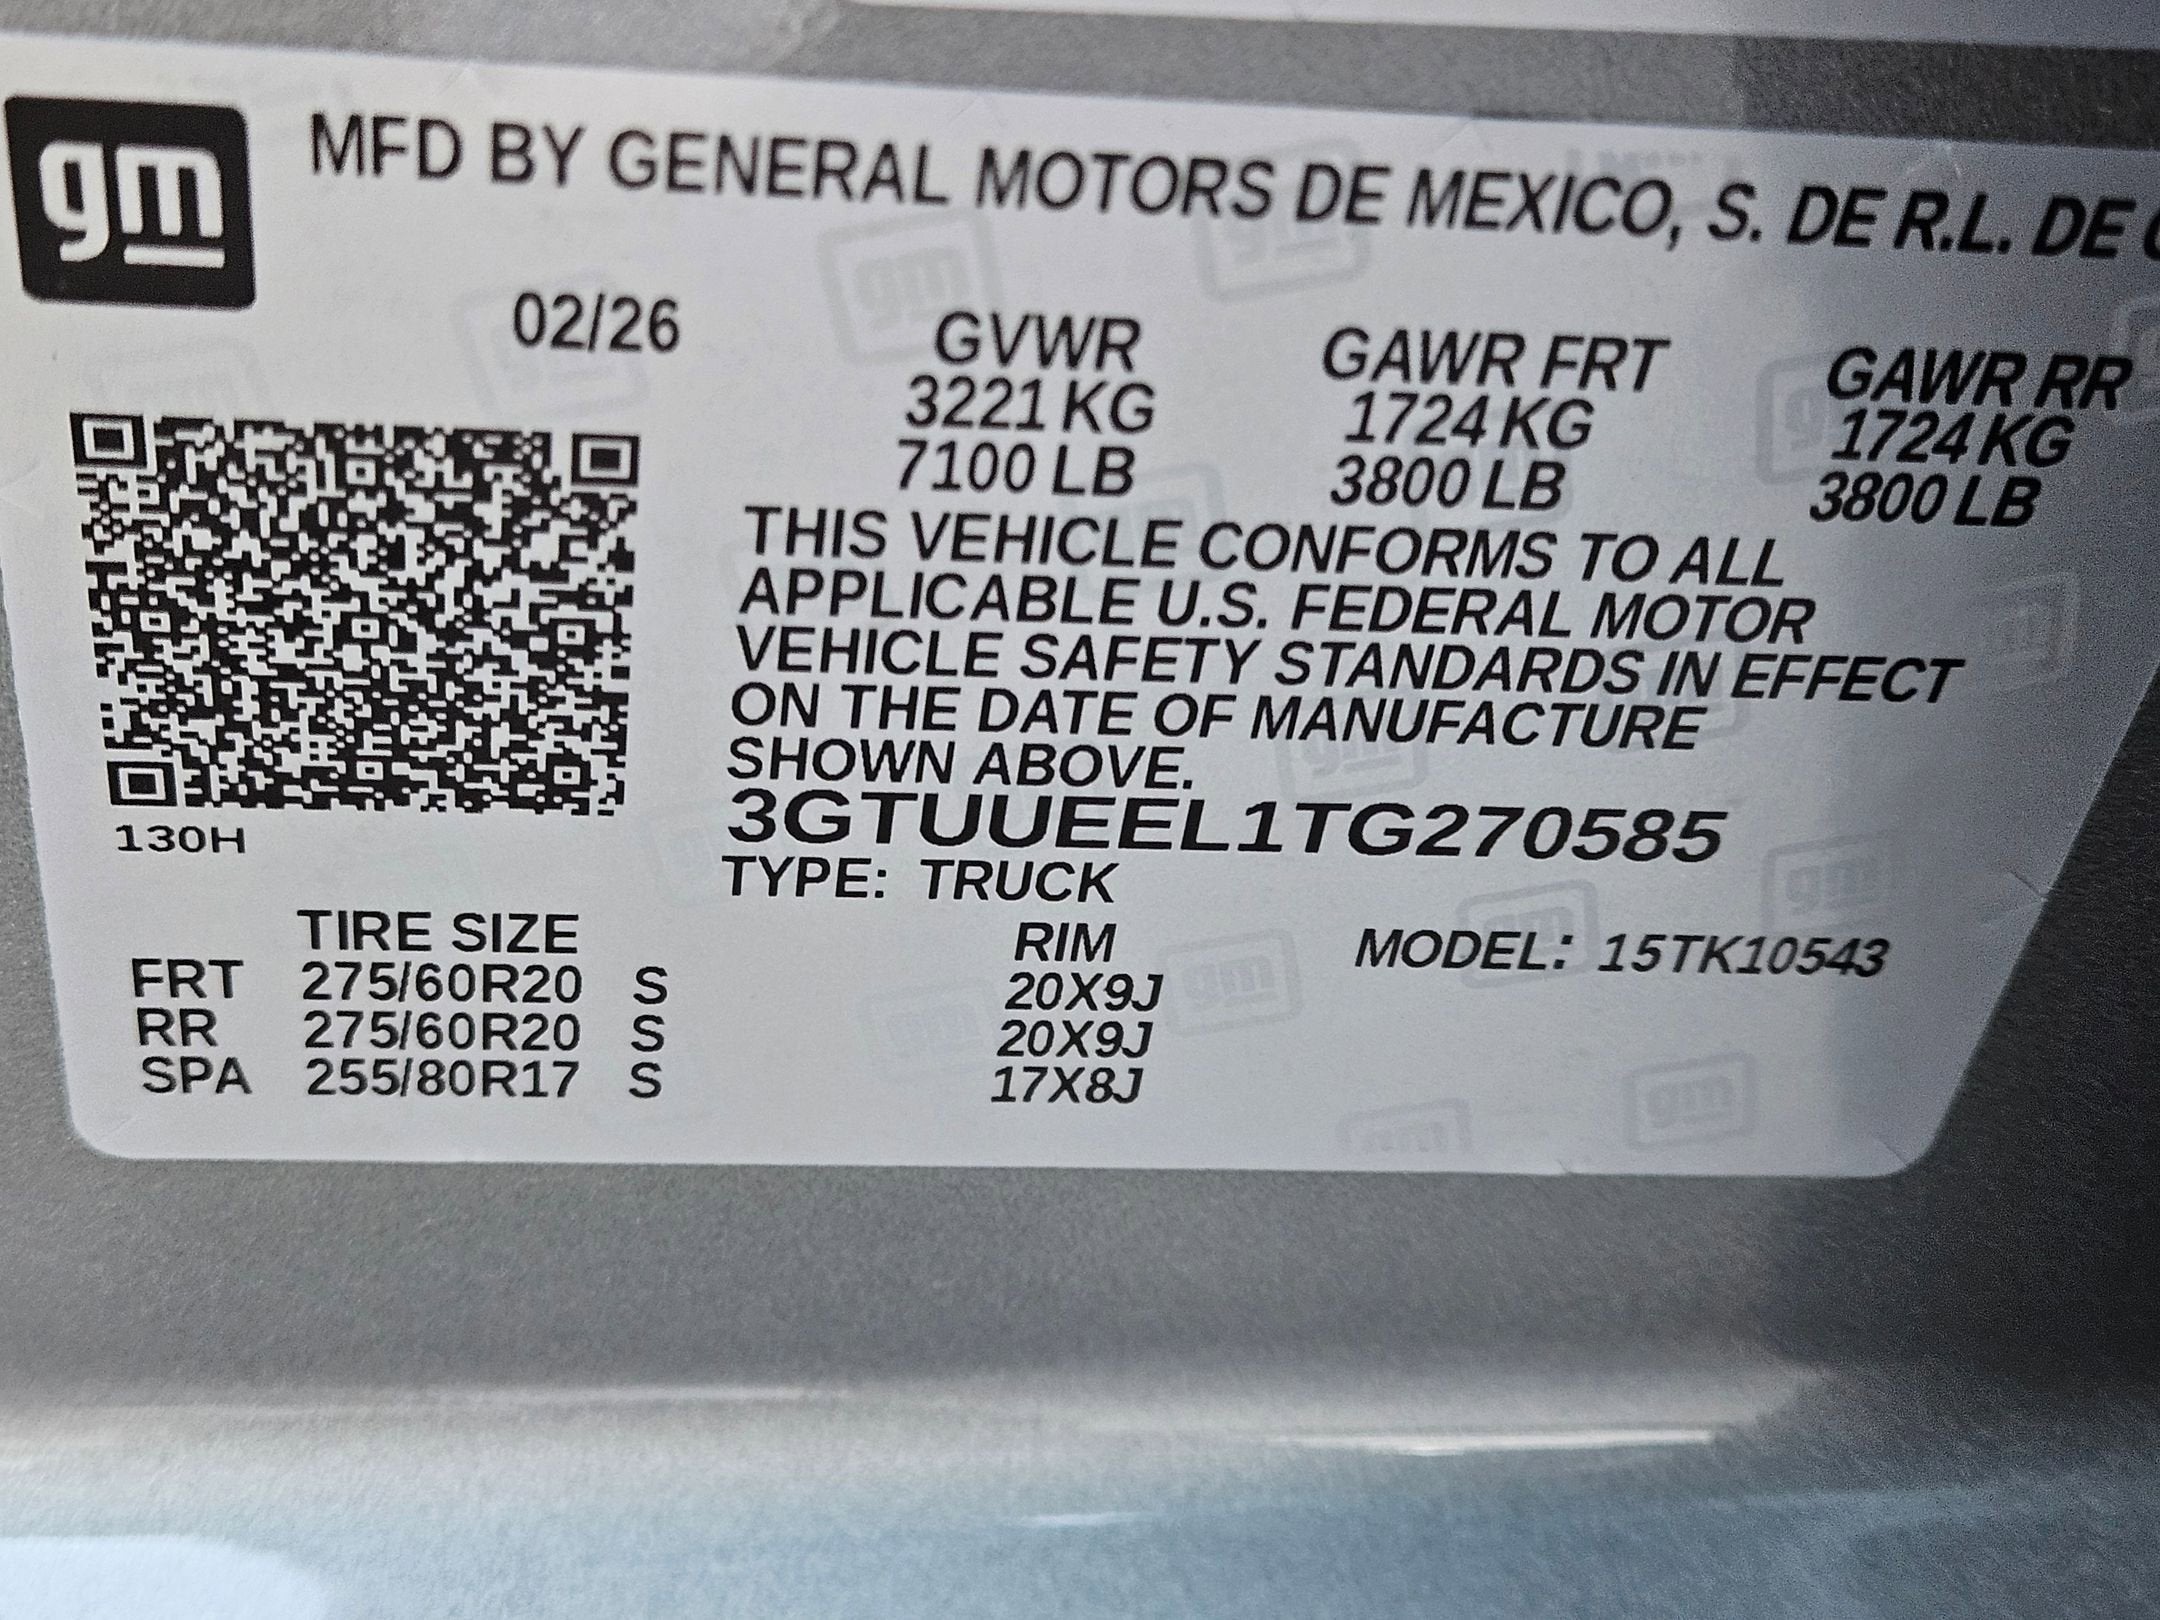 gm
MFD BY GENERAL MOTORS DE MEXICO, S. DE R.L. DE
02/26 GVWR GAWR FRT GAWR RR
3221 KG 1724 KG 1724 KG
7100 LB 3800 LB 3800 LB
THIS VEHICLE CONFORMS TO ALL
APPLICABLE U.S. FEDERAL MOTOR
VEHICLE SAFETY STANDARDS IN EFFECT
ON THE DATE OF MANUFACTURE
SHOWN ABOVE.
3GTUUEEL1TG270585
130H
TYPE: TRUCK
TIRE SIZE RIM MODEL: 15TK10543
FRT 275/60R20 S 20X9J
RR 275/60R20 S 20X9J
SPA 255/80R17 S 17X8J